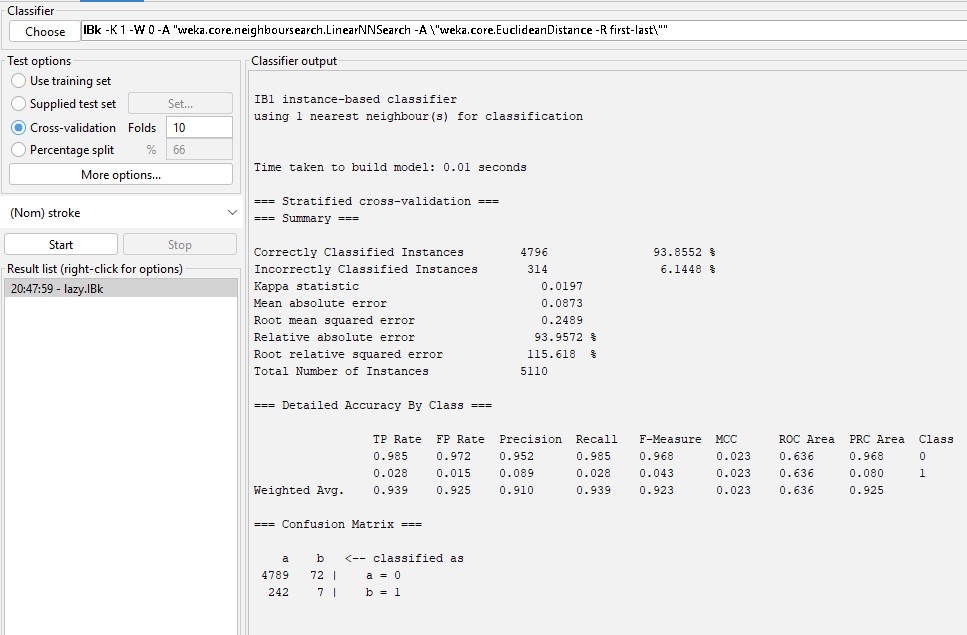 Classifier
Choose IBk -K 1 -W 0 -A "weka.core.neighboursearch.LinearNNSearch -A \"weka.core.EuclideanDistance -R first-last\""
Test options
Use training set
Supplied test set Set...
Cross-validation Folds 10
Percentage split % 66
More options...
(Nom) stroke
Start Stop
Result list (right-click for options)
20:47:59 - lazy.IBk
Classifier output
IB1 instance-based classifier
using 1 nearest neighbour(s) for classification
Time taken to build model: 0.01 seconds
=== Stratified cross-validation ===
=== Summary ===
Correctly Classified Instances 4796 93.8552 %
Incorrectly Classified Instances 314 6.1448 %
Kappa statistic 0.0197
Mean absolute error 0.0873
Root mean squared error 0.2489
Relative absolute error 93.9572 %
Root relative squared error 115.618 %
Total Number of Instances 5110
=== Detailed Accuracy By Class ===
TP Rate FP Rate Precision Recall F-Measure MCC ROC Area PRC Area Class
0.985 0.972 0.952 0.985 0.968 0.023 0.636 0.968 0
0.028 0.015 0.089 0.028 0.043 0.023 0.636 0.080 1
Weighted Avg. 0.939 0.925 0.910 0.939 0.923 0.023 0.636 0.925
=== Confusion Matrix ===
a b <-- classified as
4789 72 | a = 0
242 7 | b = 1